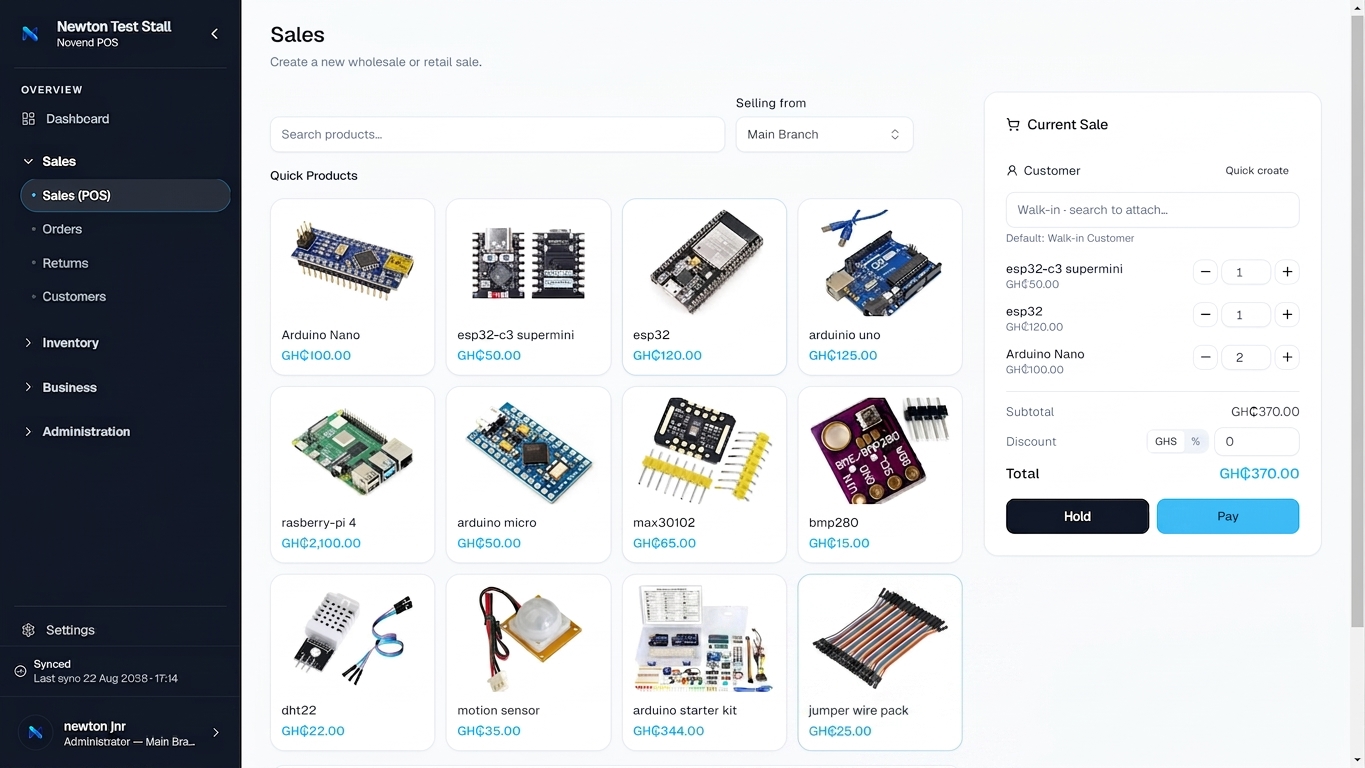 Newton Test Stall
Novend POS
OVERVIEW
Dashboard
Sales
Sales (POS)
Orders
Returns
Customers
Inventory
Business
Administration
Settings
Synced
Last syno 22 Aug 2038 - 17:14
newton Jnr
Administrator — Main Bra...
Sales
Create a new wholesale or retail sale.
Search products...
Selling from
Main Branch
Quick Products
Arduino Nano
GH₵100.00
esp32-c3 supermini
GH₵50.00
esp32
GH₵120.00
arduinio uno
GH₵125.00
rasberry-pi 4
GH₵2,100.00
arduino micro
GH₵50.00
max30102
GH₵65.00
bmp280
GH₵15.00
dht22
GH₵22.00
motion sensor
GH₵35.00
arduino starter kit
GH₵344.00
jumper wire pack
GH₵25.00
Current Sale
Customer
Quick create
Walk-in · search to attach...
Default: Walk-in Customer
esp32-c3 supermini
GH₵50.00
1
esp32
GH₵120.00
1
Arduino Nano
GH₵100.00
2
Subtotal
GH₵370.00
Discount
GHS
%
0
Total
GH₵370.00
Hold
Pay